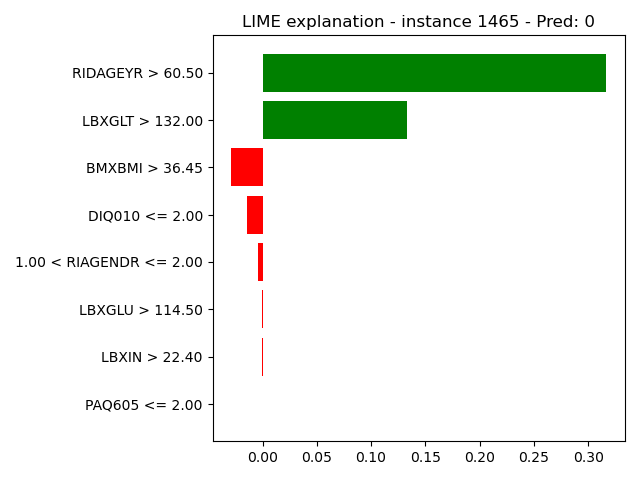 LIME explanation - instance 1465 - Pred: 0
RIDAGEYR > 60.50
LBXGLT > 132.00
BMXBMI > 36.45
DIQ010 <= 2.00
1.00 < RIAGENDR <= 2.00
LBXGLU > 114.50
LBXIN > 22.40
PAQ605 <= 2.00
0.00 0.05 0.10 0.15 0.20 0.25 0.30